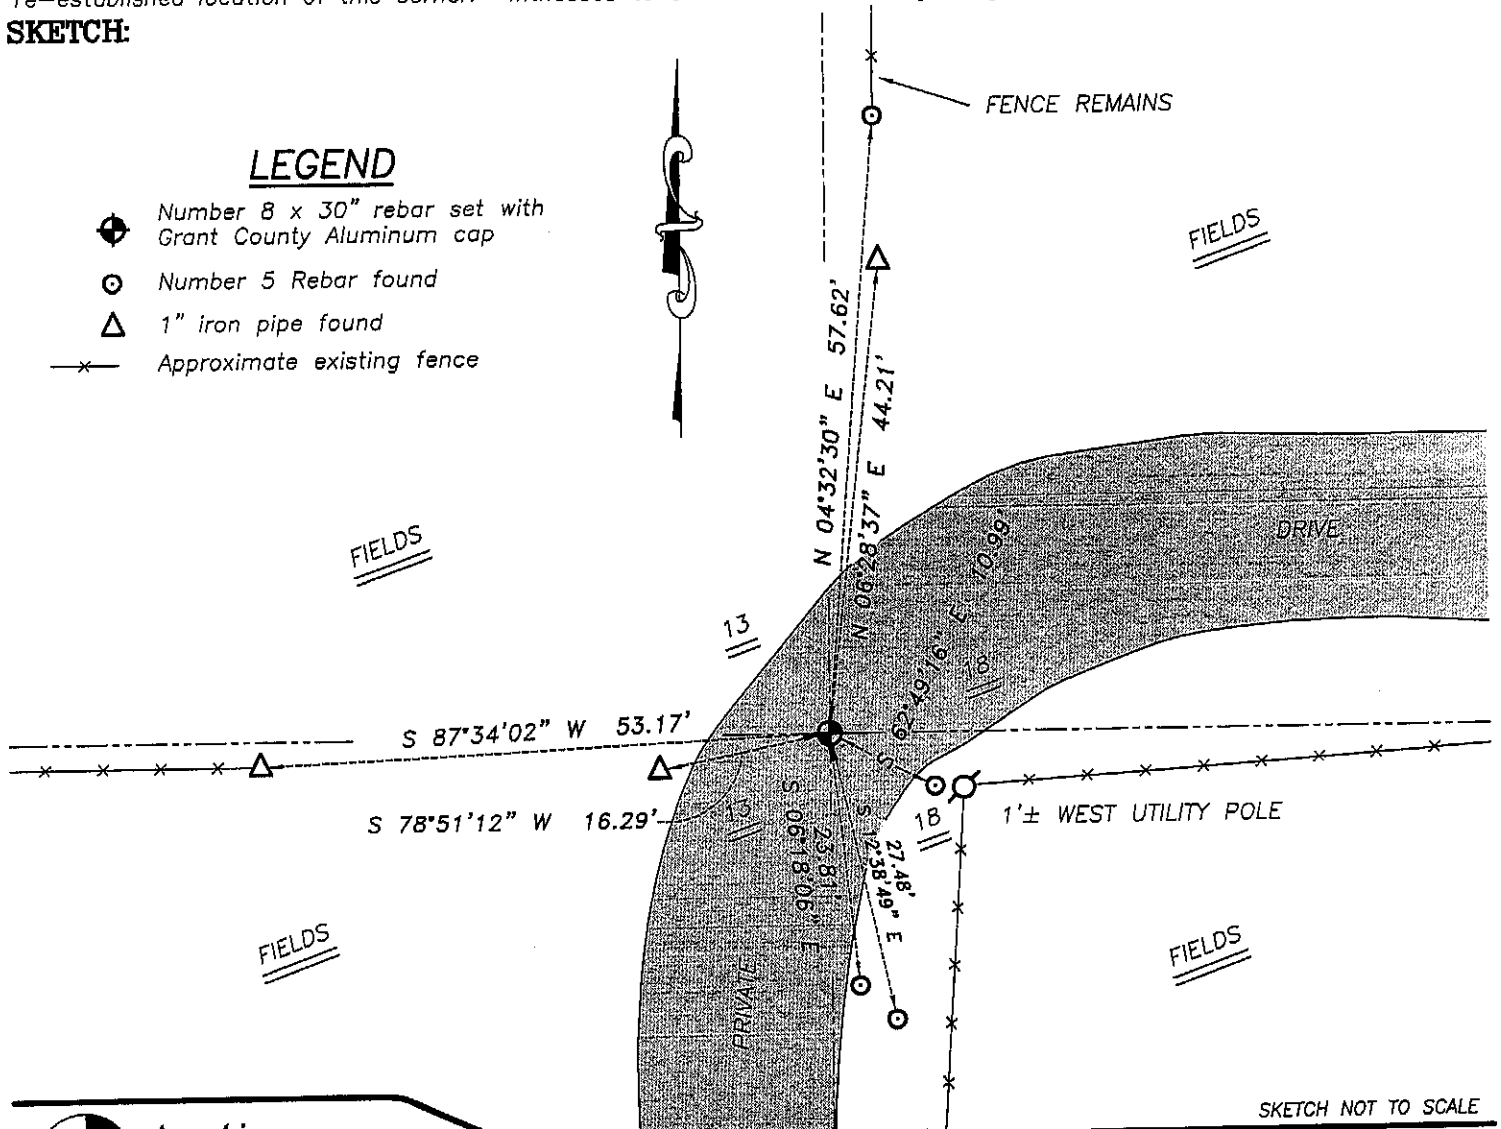 SKETCH:
FENCE REMAINS
LEGEND
Number 8 x 30" rebar set with
Grant County Aluminum cap
Number 5 Rebar found
1" iron pipe found
Approximate existing fence
FIELDS
N 04°32'30" E 57.62'
N 06°28'37" E 44.21'
DRIVE
FIELDS
S 62°49'16" E 10.99'
13
18
S 87°34'02" W 53.17'
S 78°51'12" W 16.29'
13
S 06°18'06" E
23.81'
27.48'
S 12°38'49" E
18
1'± WEST UTILITY POLE
FIELDS
FIELDS
PRIVATE
SKETCH NOT TO SCALE